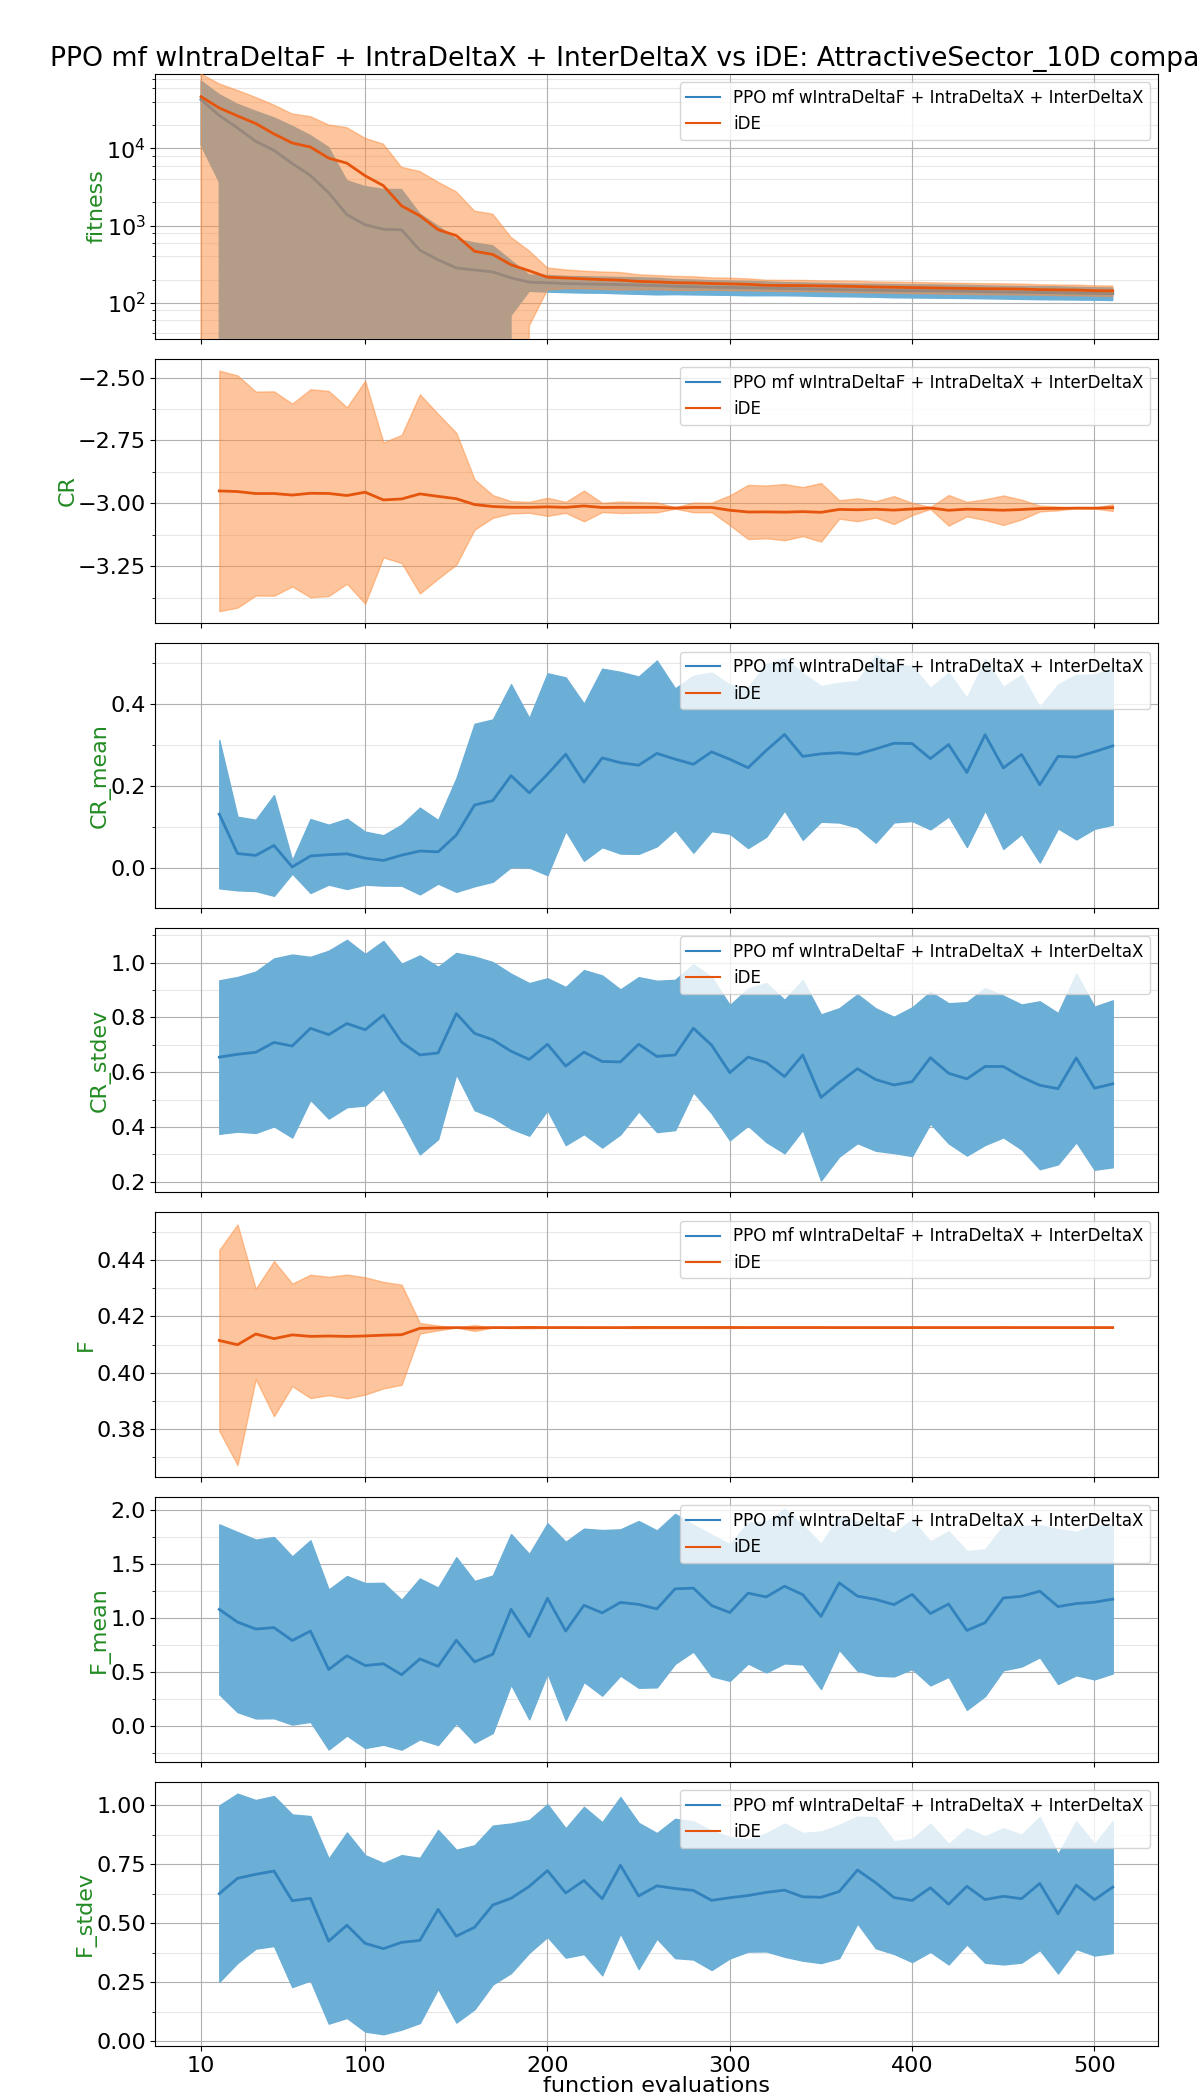 PPO mf wIntraDeltaF + IntraDeltaX + InterDeltaX vs iDE: AttractiveSector_10D compa
PPO mf wIntraDeltaF + IntraDeltaX + InterDeltaX
iDE
fitness
10⁴
10³
10²
PPO mf wIntraDeltaF + IntraDeltaX + InterDeltaX
iDE
CR
−2.50
−2.75
−3.00
−3.25
PPO mf wIntraDeltaF + IntraDeltaX + InterDeltaX
iDE
CR_mean
0.4
0.2
0.0
PPO mf wIntraDeltaF + IntraDeltaX + InterDeltaX
iDE
CR_stdev
1.0
0.8
0.6
0.4
0.2
PPO mf wIntraDeltaF + IntraDeltaX + InterDeltaX
iDE
F
0.44
0.42
0.40
0.38
PPO mf wIntraDeltaF + IntraDeltaX + InterDeltaX
iDE
F_mean
2.0
1.5
1.0
0.5
0.0
PPO mf wIntraDeltaF + IntraDeltaX + InterDeltaX
iDE
F_stdev
1.00
0.75
0.50
0.25
0.00
10 100 200 300 400 500
function evaluations